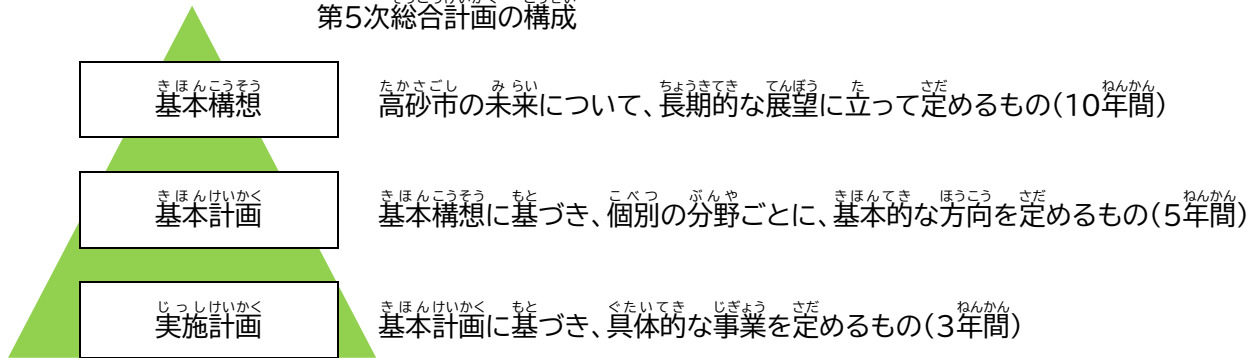 第5次総合計画の構成
基本構想 高砂市の未来について、長期的な展望に立って定めるもの(10年間)
基本計画 基本構想に基づき、個別の分野ごとに、基本的な方向を定めるもの(5年間)
実施計画 基本計画に基づき、具体的な事業を定めるもの(3年間)